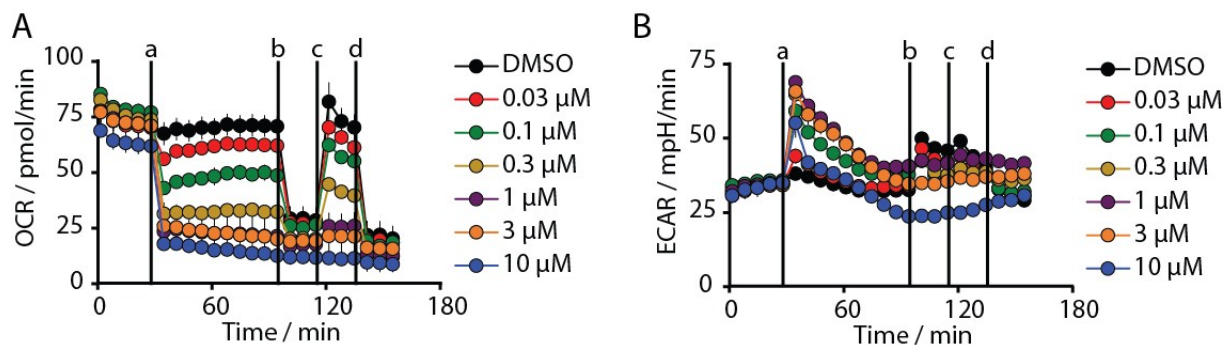 A
OCR / pmol/min
100
75
50
25
0
a
b
c
d
0
60
120
180
Time / min
DMSO
0.03 µM
0.1 µM
0.3 µM
1 µM
3 µM
10 µM
B
ECAR / mpH/min
75
50
25
0
a
b
c
d
0
60
120
180
Time / min
DMSO
0.03 µM
0.1 µM
0.3 µM
1 µM
3 µM
10 µM